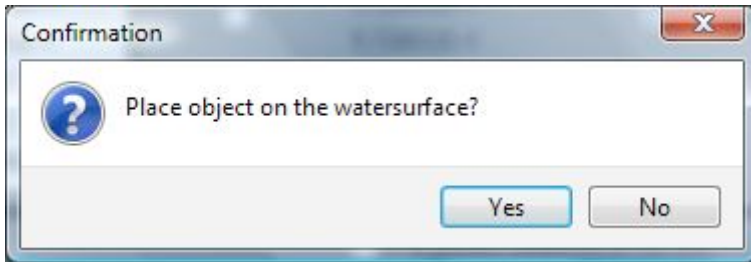 Confirmation
Place object on the watersurface?
Yes No